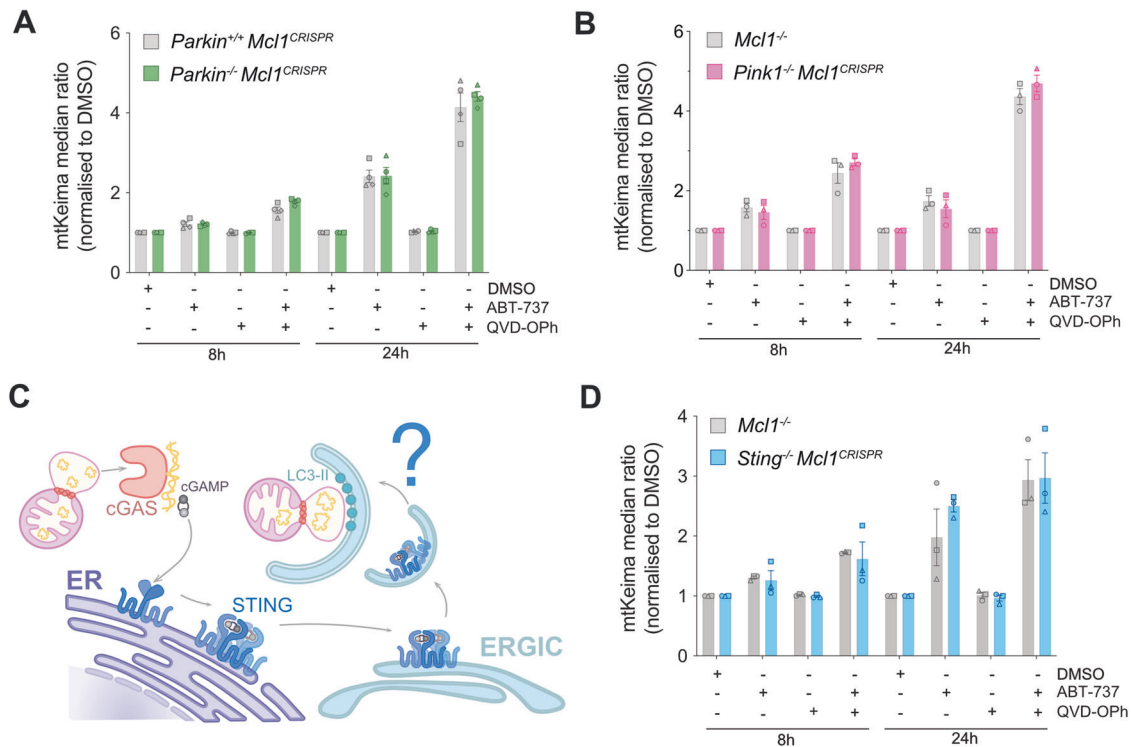 A
mtKeima median ratio
(normalised to DMSO)
6
4
2
0
Parkin+/+ Mcl1CRISPR
Parkin-/- Mcl1CRISPR
+ - - - + - - - DMSO
- + - + - + - + ABT-737
- - + + - - + + QVD-OPh
8h 24h
B
mtKeima median ratio
(normalised to DMSO)
6
4
2
0
Mcl1-/-
Pink1-/- Mcl1CRISPR
+ - - - + - - - DMSO
- + - + - + - + ABT-737
- - + + - - + + QVD-OPh
8h 24h
C
cGAS
cGAMP
LC3-II
?
ER
STING
ERGIC
D
mtKeima median ratio
(normalised to DMSO)
4
3
2
1
0
Mcl1-/-
Sting-/- Mcl1CRISPR
+ - - - + - - - DMSO
- + - + - + - + ABT-737
- - + + - - + + QVD-OPh
8h 24h